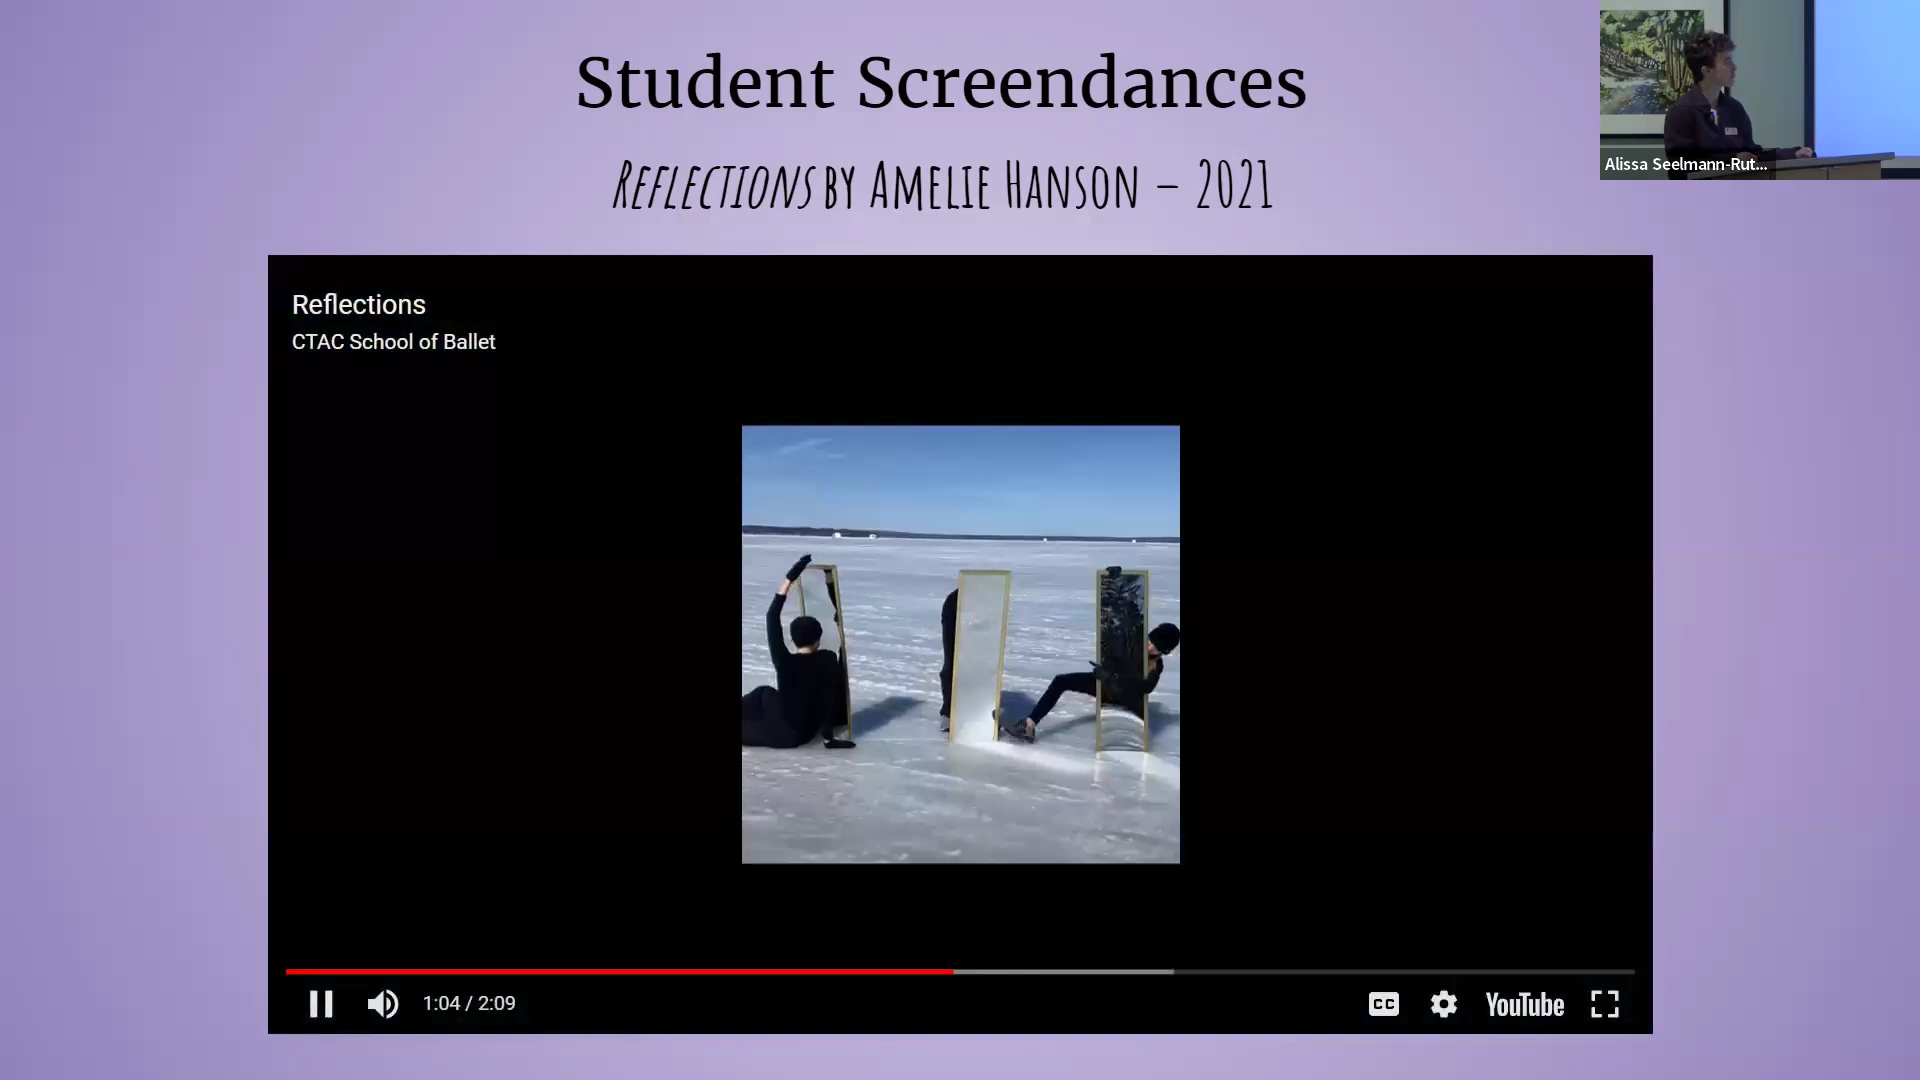 Student Screendances
REFLECTIONS BY AMELIE HANSON – 2021
Alissa Seelmann-Rut...
Reflections
CTAC School of Ballet
1:04 / 2:09
CC
YouTube